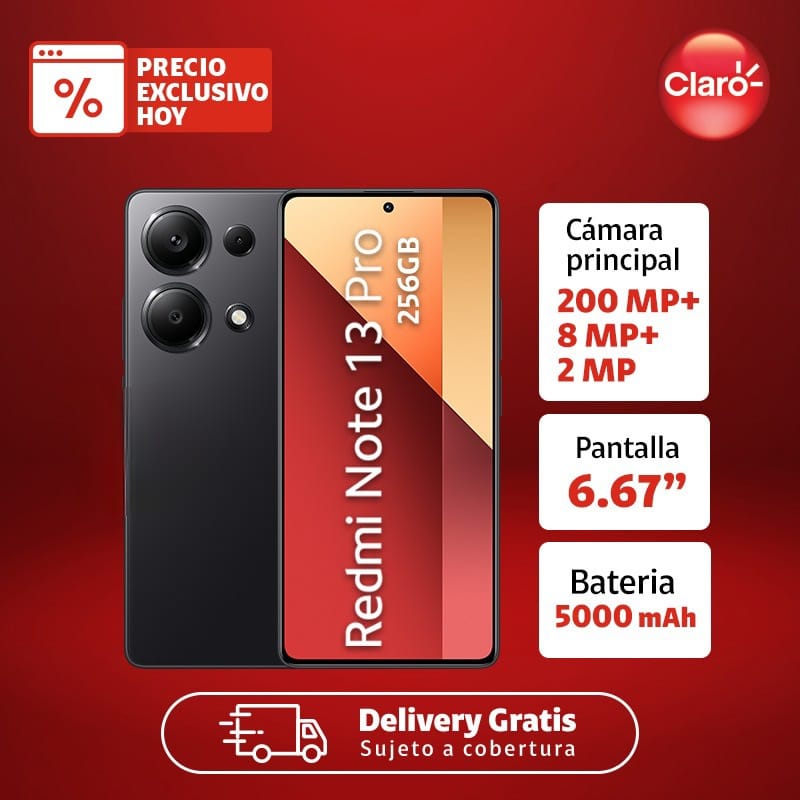 %
PRECIO
EXCLUSIVO
HOY
Claro
Redmi Note 13 Pro
256GB
Cámara
principal
200 MP+
8 MP+
2 MP
Pantalla
6.67”
Bateria
5000 mAh
Delivery Gratis
Sujeto a cobertura